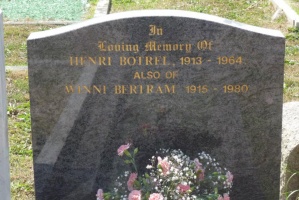 In
Loving Memory Of
HENRI BOTREL, 1913 - 1964
ALSO OF
WINNI BERTRAM 1915 - 1980